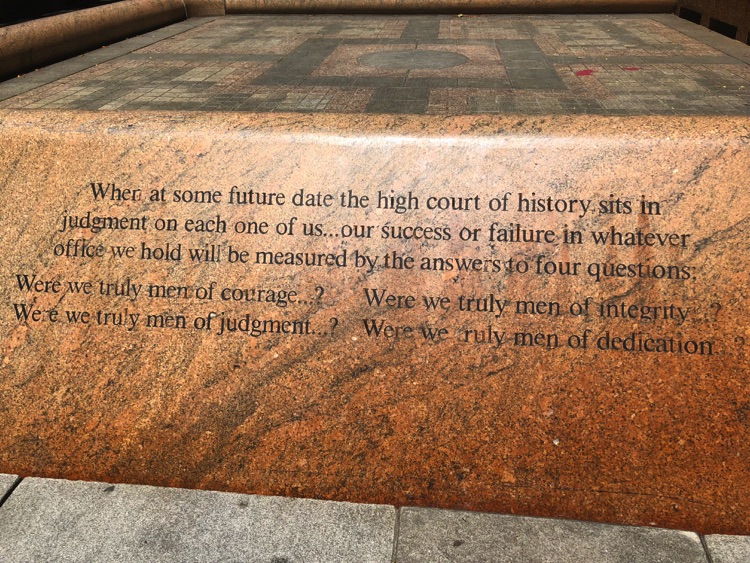 When at some future date the high court of history sits in
judgment on each one of us...our success or failure in whatever
office we hold will be measured by the answers to four questions:
Were we truly men of courage...? Were we truly men of integrity...?
Were we truly men of judgment...? Were we truly men of dedication...?